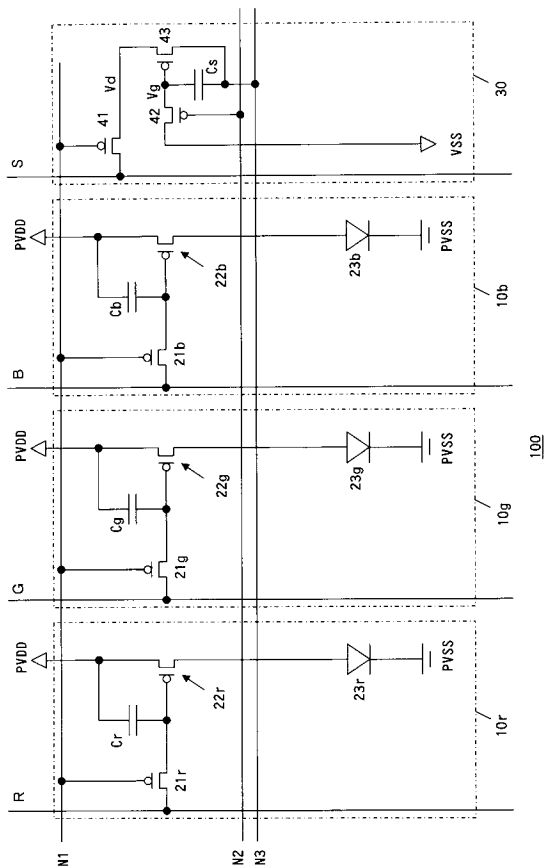 R
G
B
S
PVDD
PVDD
PVDD
N1
Cr
Cg
Cb
41
Vd
21r
21g
21b
22r
22g
22b
42
Vg
43
Cs
N2
N3
23r
23g
23b
PVSS
PVSS
PVSS
VSS
10r
10g
10b
30
100